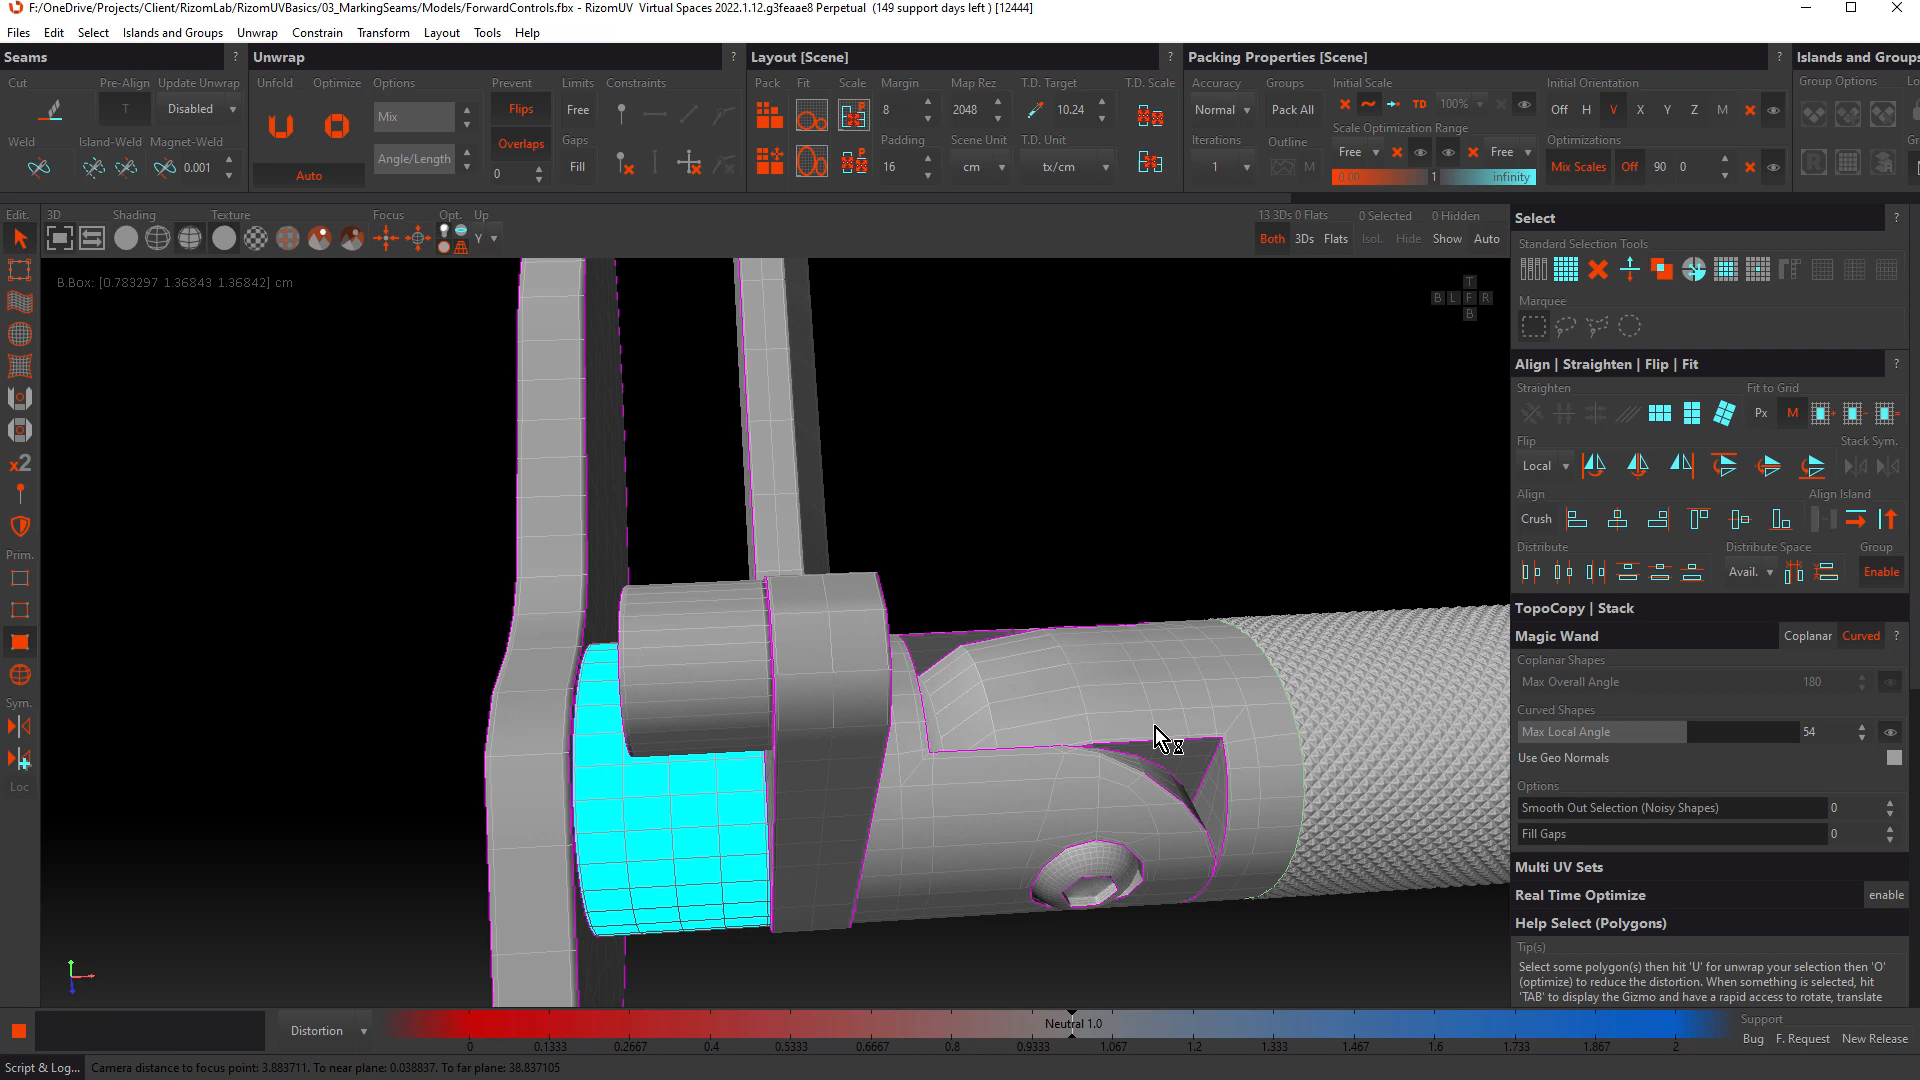 F:/OneDrive/Projects/Client/RizomLab/RizomUVBasics/03_MarkingSeams/Models/ForwardControls.fbx - RizomUV Virtual Spaces 2022.1.12.g3feaae8 Perpetual (149 support days left ) [12444]
Files Edit Select Islands and Groups Unwrap Constrain Transform Layout Tools Help
Seams ? Unwrap ? Layout [Scene] ? Packing Properties [Scene] ? Islands and Groups
Cut Pre-Align Update Unwrap Unfold Optimize Options Prevent Limits Constraints Pack Fit Scale Margin Map Rez T.D. Target T.D. Scale Accuracy Groups Initial Scale Initial Orientation Group Options
T Disabled Mix Flips Free 8 2048 10.24 Normal Pack All TD 100% Off H V X Y Z M
Weld Island-Weld Magnet-Weld Angle/Length Overlaps Gaps Padding Scene Unit T.D. Unit Iterations Outline Scale Optimization Range Optimizations
0.001 Auto 0 Fill 16 cm tx/cm 1 M Free Free Mix Scales Off 90 0
0.00 1 infinity
Edit. 3D Shading Texture Focus Opt. Up 13 3Ds 0 Flats 0 Selected 0 Hidden
Y Both 3Ds Flats Isol. Hide Show Auto
B.Box: [0.783297 1.36843 1.36842] cm
T
B L F R
B
x2
Prim.
Sym.
Loc
Select ?
Standard Selection Tools
Marquee
Align | Straighten | Flip | Fit ?
Straighten Fit to Grid
Px M
Flip Stack Sym.
Local
Align Align Island
Crush
Distribute Distribute Space Group
Avail. Enable
TopoCopy | Stack
Magic Wand Coplanar Curved ?
Coplanar Shapes
Max Overall Angle 180
Curved Shapes
Max Local Angle 54
Use Geo Normals
Options
Smooth Out Selection (Noisy Shapes) 0
Fill Gaps 0
Multi UV Sets
Real Time Optimize enable
Help Select (Polygons)
Tip(s)
Select some polygon(s) then hit 'U' for unwrap your selection then 'O'
(optimize) to reduce the distortion. When something is selected, hit
'TAB' to display the Gizmo and have a rapid access to rotate, translate
Distortion Neutral 1.0
0 0.1333 0.2667 0.4 0.5333 0.6667 0.8 0.9333 1.067 1.2 1.333 1.467 1.6 1.733 1.867 2
Support
Bug F. Request New Release
Script & Log... Camera distance to focus point: 3.883711. To near plane: 0.038837. To far plane: 38.837105